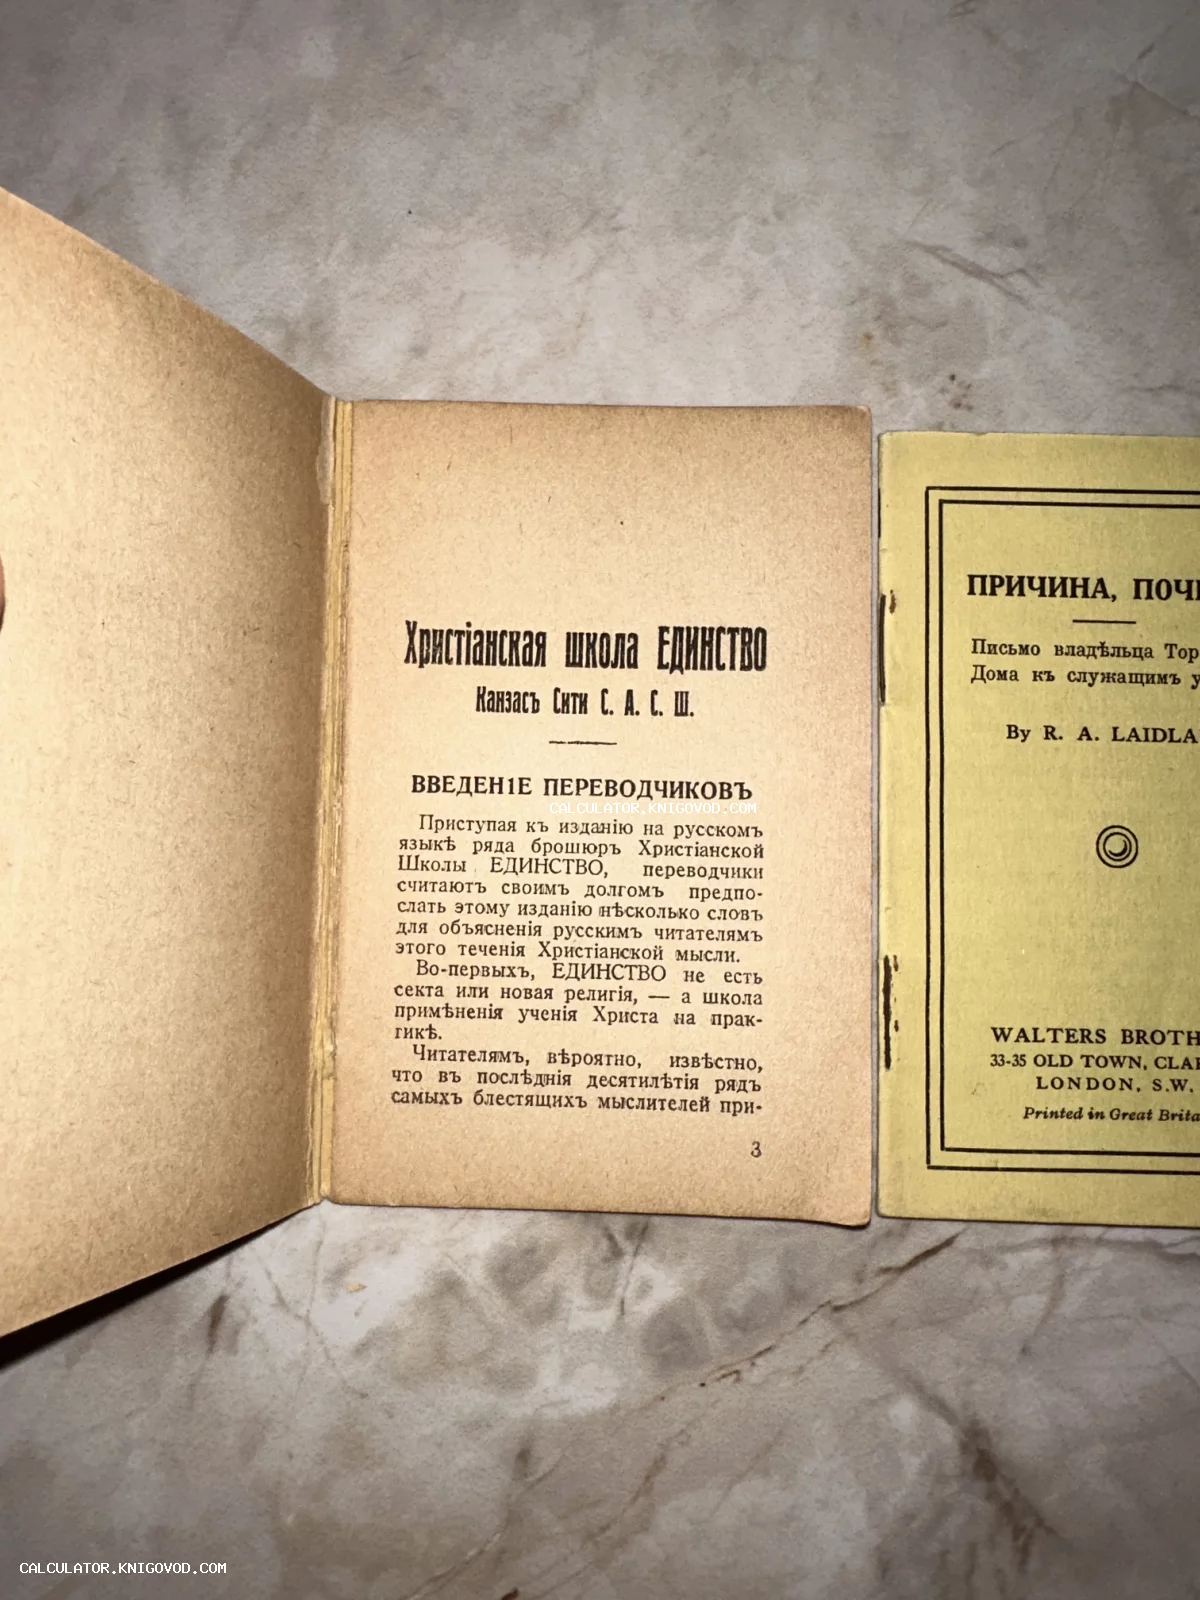 Христіанская школа ЕДИНСТВО
Канзасъ Сити С. А. С. Ш.
ВВЕДЕН1Е ПЕРЕВОДЧИКОВЪ
Приступая къ изданію на русскомъ
языкѣ ряда брошюръ Христіанской
Школы ЕДИНСТВО, переводчики
считаютъ своимъ долгомъ предпо-
слать этому изданію нѣсколько словъ
для объясненія русскимъ читателямъ
этого теченія Христіанской мысли.
Во-первыхъ, ЕДИНСТВО не есть
секта или новая религія, — а школа
примѣненія ученія Христа на прак-
тикѣ.
Читателямъ, вѣроятно, извѣстно,
что въ послѣднія десятилѣтія рядъ
самыхъ блестящихъ мыслителей при-
3
ПРИЧИНА,
Письмо владѣльца
Дома къ служащимъ
By R. A.
WALTERS
33-35 OLD TOWN,
LONDON, S.W.
Printed in Great
CALCULATOR.KNIGOVOD.COM
CALCULATOR.KNIGOVOD.COM